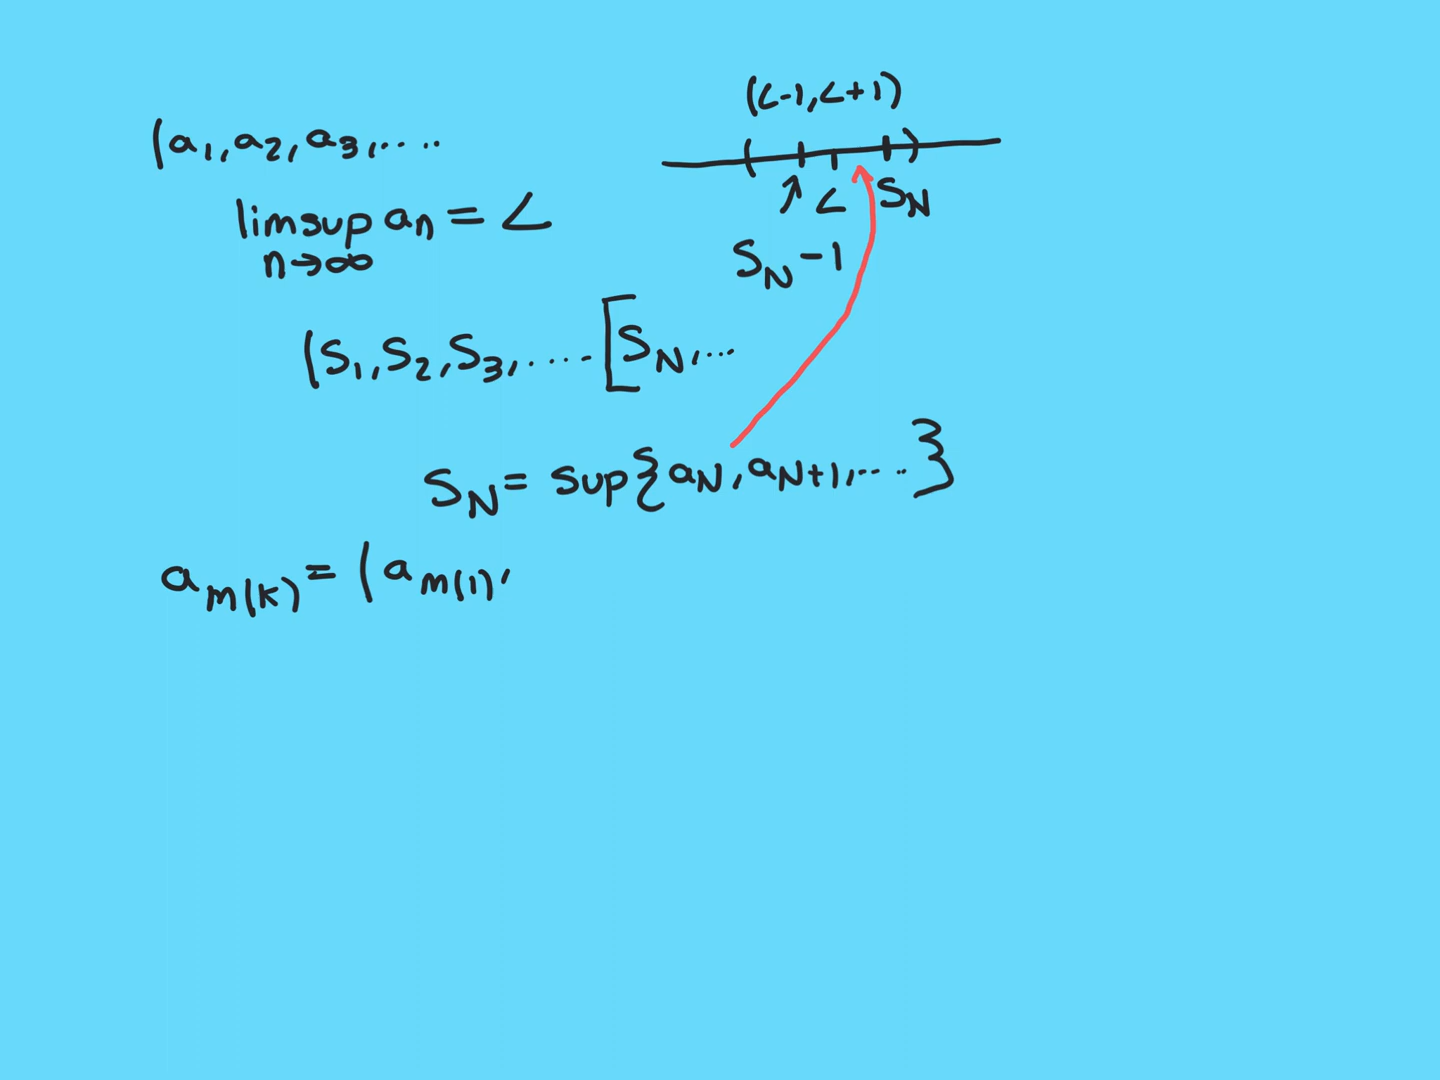 (a1, a2, a3, ....
limsup an = L
n→∞
(L-1, L+1)
L
SN
SN - 1
(S1, S2, S3, ..... [SN, ...
SN = sup{aN, aN+1, ....}
am(k) = (am(1),